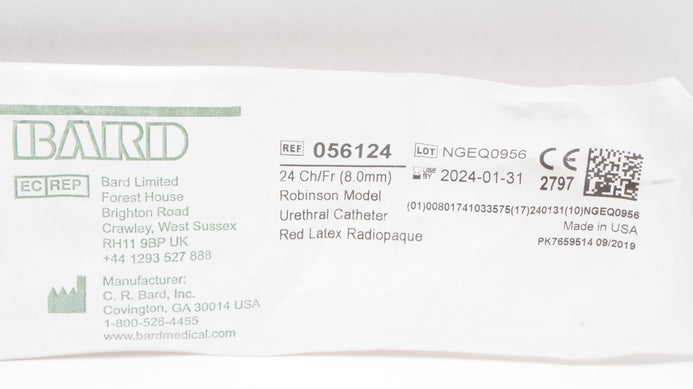 BARD
EC REP
Bard Limited
Forest House
Brighton Road
Crawley, West Sussex
RH11 9BP UK
+44 1293 527 888
Manufacturer:
C. R. Bard, Inc.
Covington, GA 30014 USA
1-800-526-4455
www.bardmedical.com
REF 056124
24 Ch/Fr (8.0mm)
Robinson Model
Urethral Catheter
Red Latex Radiopaque
LOT NGEQ0956
USE BY 2024-01-31
CE
2797
(01)00801741033575(17)240131(10)NGEQ0956
Made in USA
PK7659514 09/2019